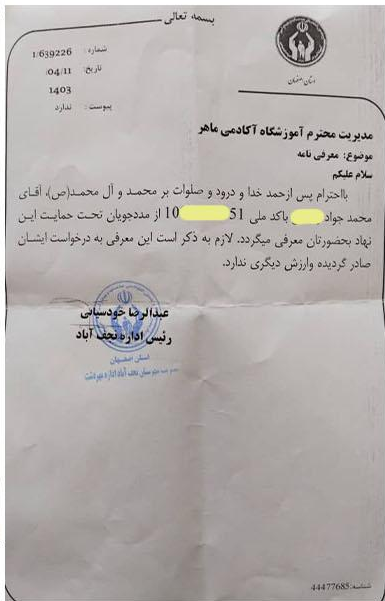 بسمه تعالی
شماره : 1/639226
تاریخ: 04/11/
1403
پیوست : ندارد
استان اصفهان
مدیریت محترم آموزشگاه آکادمی ماهر
موضوع: معرفی نامه
سلام علیکم
بااحترام پس ازحمد خدا و درود و صلوات بر محمد و آل محمد(ص)، آقای
محمد جواد باکد ملی 10 51 از مددجویان تحت حمایت این
نهاد بحضورتان معرفی میگردد. لازم به ذکر است این معرفی به درخواست ایشان
صادر گردیده وارزش دیگری ندارد.
عبدالرضا خودسیانی
رئیس اداره نجف آباد
استان اصفهان
شناسه:44477685